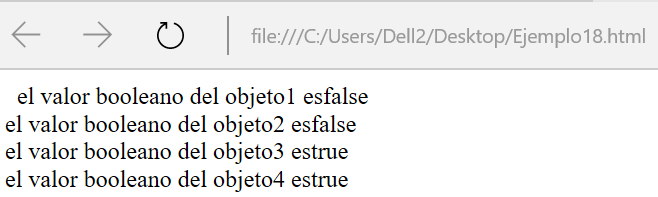 file:///C:/Users/Dell2/Desktop/Ejemplo18.html
el valor booleano del objeto1 esfalse
el valor booleano del objeto2 esfalse
el valor booleano del objeto3 estrue
el valor booleano del objeto4 estrue